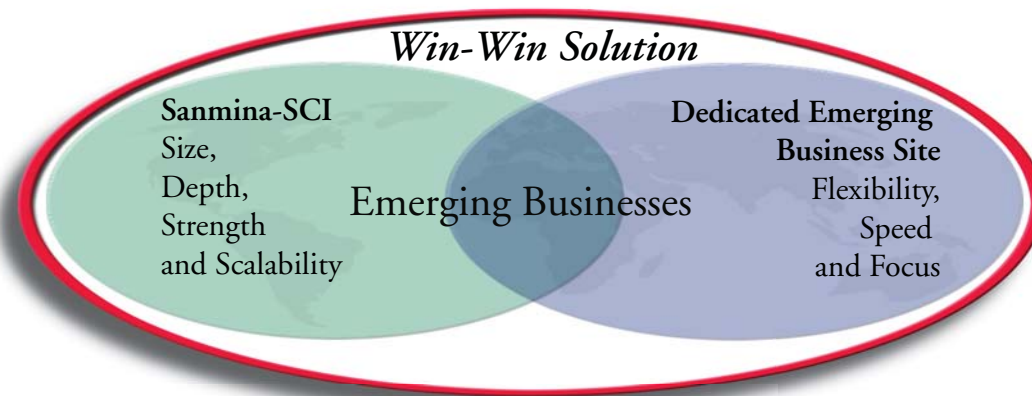 Win-Win Solution
Sanmina-SCI
Size,
Depth,
Strength
and Scalability
Emerging Businesses
Dedicated Emerging
Business Site
Flexibility,
Speed
and Focus